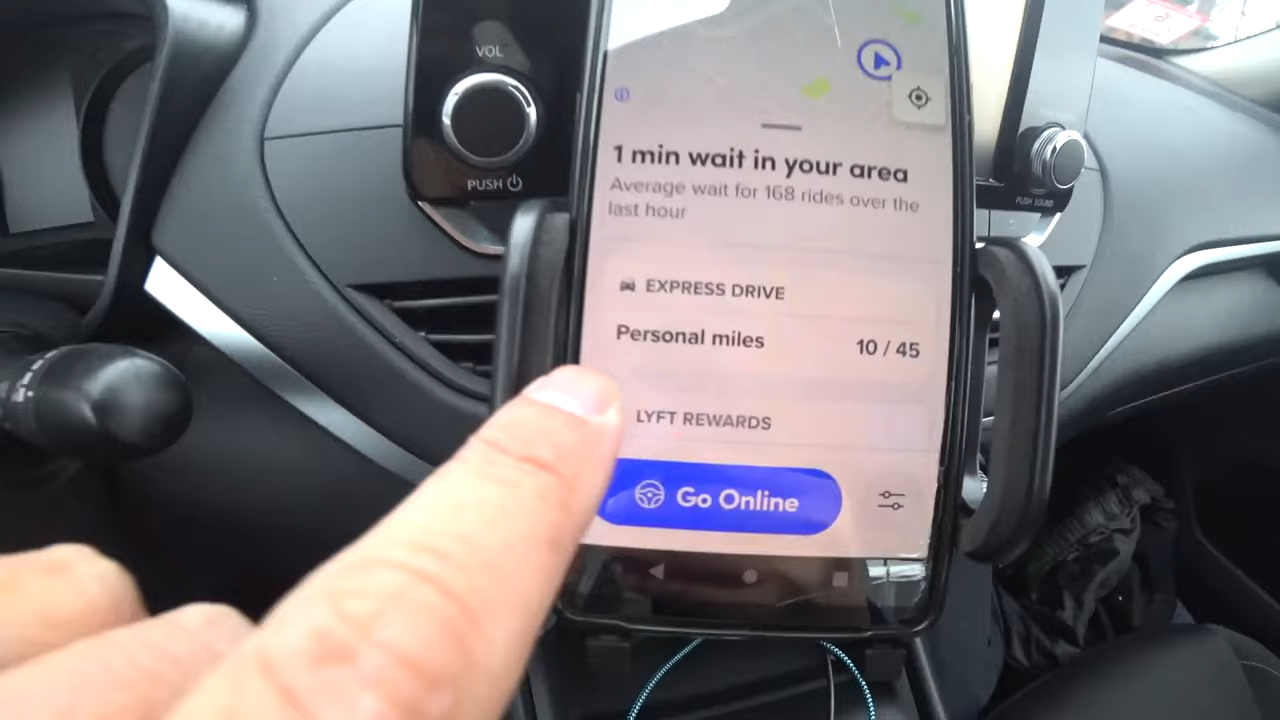 VOL
PUSH
1 min wait in your area
Average wait for 168 rides over the
last hour
EXPRESS DRIVE
Personal miles 10 / 45
LYFT REWARDS
Go Online
PUSH SOUND